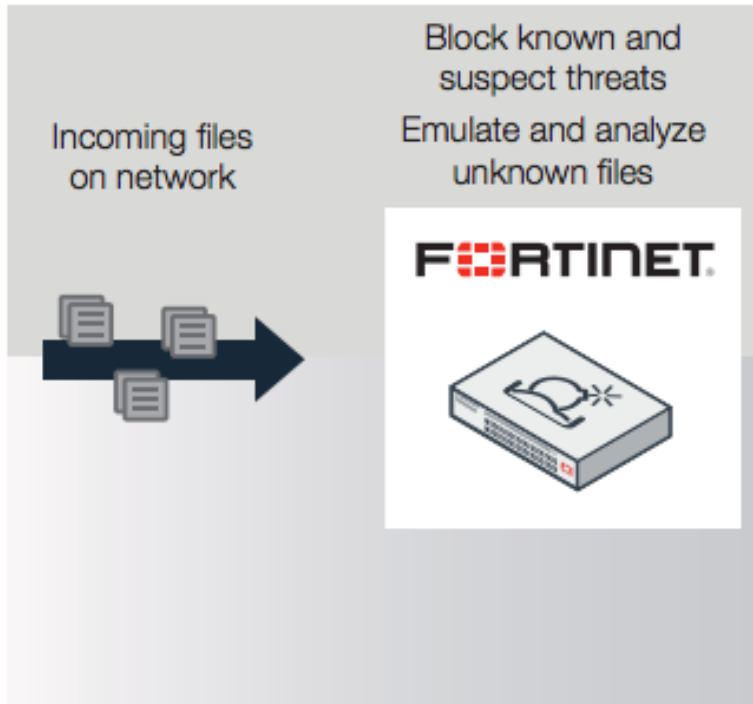 Block known and
suspect threats
Incoming files
on network
Emulate and analyze
unknown files
FORTINET